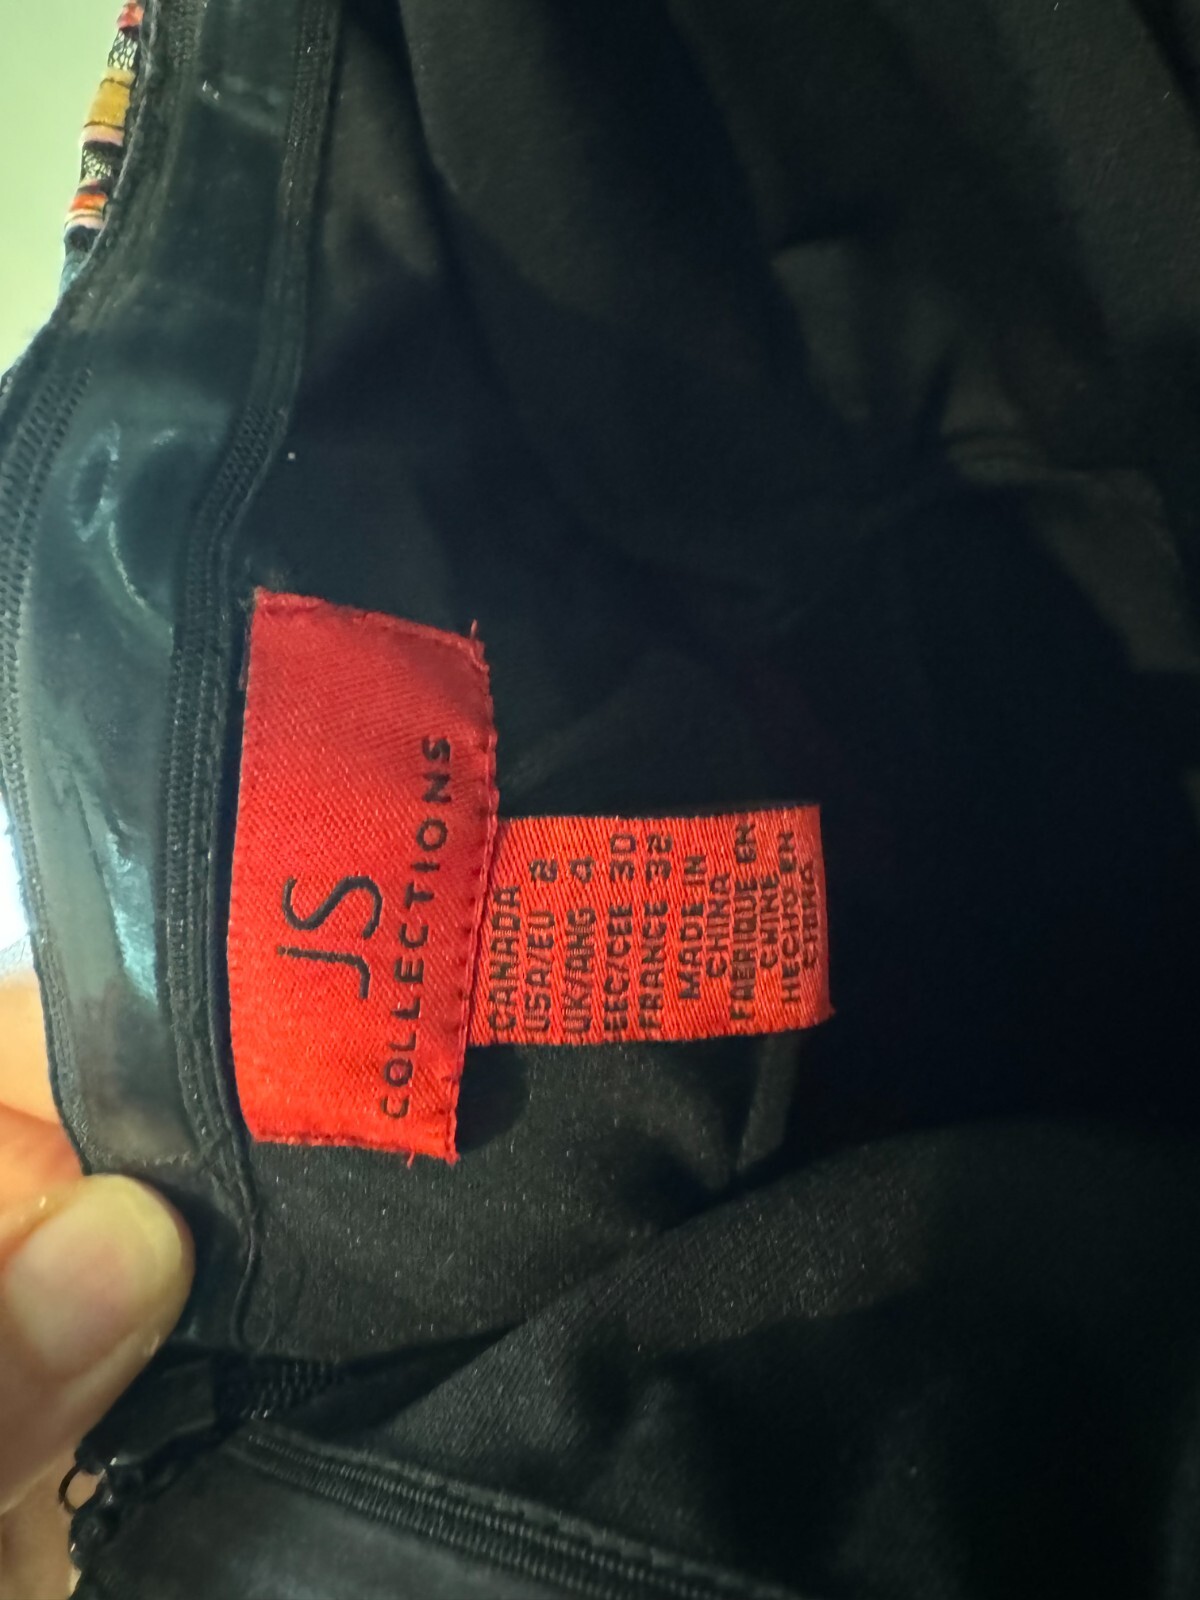 JS
COLLECTIONS
CANADA
USA/EU 2
UK/ANG 4
EEC/CEE 30
FRANCE 32
MADE IN
CHINA
FABRIQUE EN
CHINE
HECHO EN
CHINA